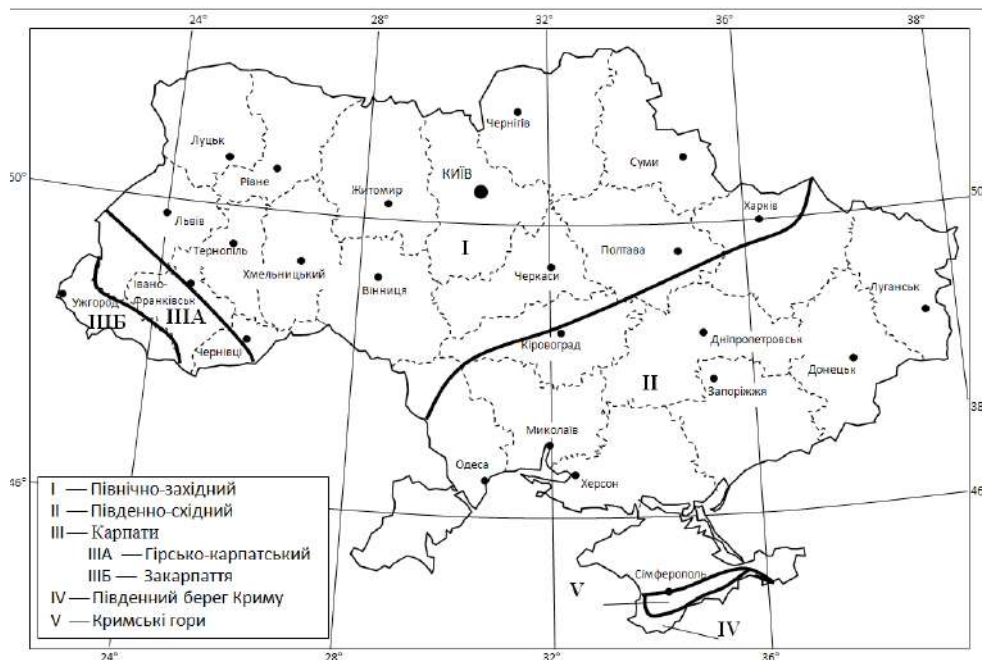 24°
28°
32°
36°
38°
Чернігів
Луцьк
Рівне
Суми
КИЇВ
50°
50
Житомир
Харків
Львів
I
Тернопіль
Полтава
Хмельницький
Черкаси
Вінниця
Івано-
Франківськ
Луганськ
Ужгород
IIIБ
IIIА
Чернівці
Кіровоград
Дніпропетровськ
Донецьк
II
Запоріжжя
38°
Миколаїв
Одеса
Херсон
46°
46°
I — Північно-західний
II — Південно-східний
III — Карпати
IIIA — Гірсько-карпатський
IIIБ — Закарпаття
IV — Південний берег Криму
V — Кримські гори
Сімферополь
V
IV
24°
28°
32°
36°